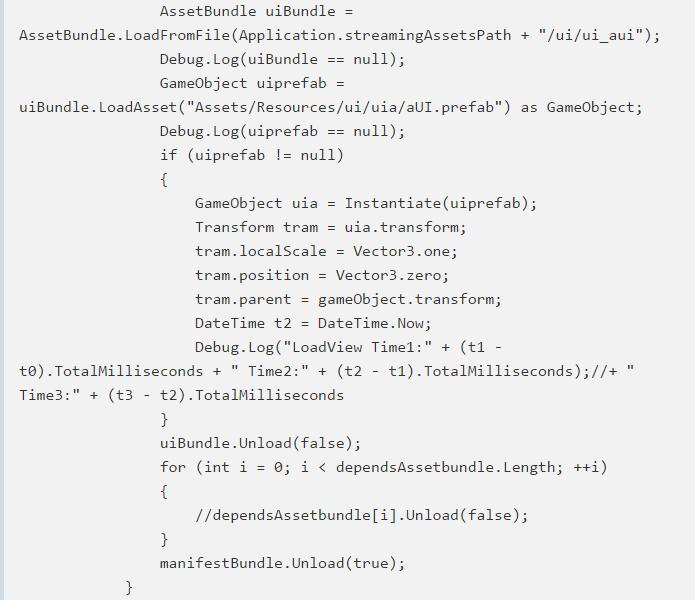 AssetBundle uiBundle =
AssetBundle.LoadFromFile(Application.streamingAssetsPath + "/ui/ui_aui");
Debug.Log(uiBundle == null);
GameObject uiprefab =
uiBundle.LoadAsset("Assets/Resources/ui/uia/aUI.prefab") as GameObject;
Debug.Log(uiprefab == null);
if (uiprefab != null)
{
GameObject uia = Instantiate(uiprefab);
Transform tram = uia.transform;
tram.localScale = Vector3.one;
tram.position = Vector3.zero;
tram.parent = gameObject.transform;
DateTime t2 = DateTime.Now;
Debug.Log("LoadView Time1:" + (t1 -
t0).TotalMilliseconds + " Time2:" + (t2 - t1).TotalMilliseconds);//+ "
Time3:" + (t3 - t2).TotalMilliseconds
}
uiBundle.Unload(false);
for (int i = 0; i < dependsAssetbundle.Length; ++i)
{
//dependsAssetbundle[i].Unload(false);
}
manifestBundle.Unload(true);
}